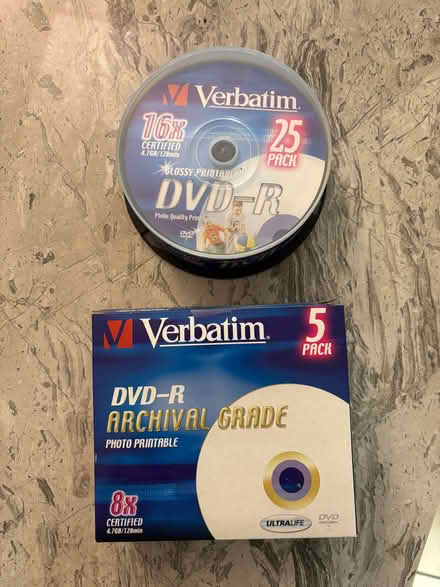 Verbatim
16x
CERTIFIED
4.7GB/120min
25
PACK
GLOSSY PRINTABLE
DVD-R
Photo Quality
DVD
Verbatim
5
PACK
DVD-R
ARCHIVAL GRADE
PHOTO PRINTABLE
8x
CERTIFIED
4.7GB/120min
ULTRALIFE
DVD